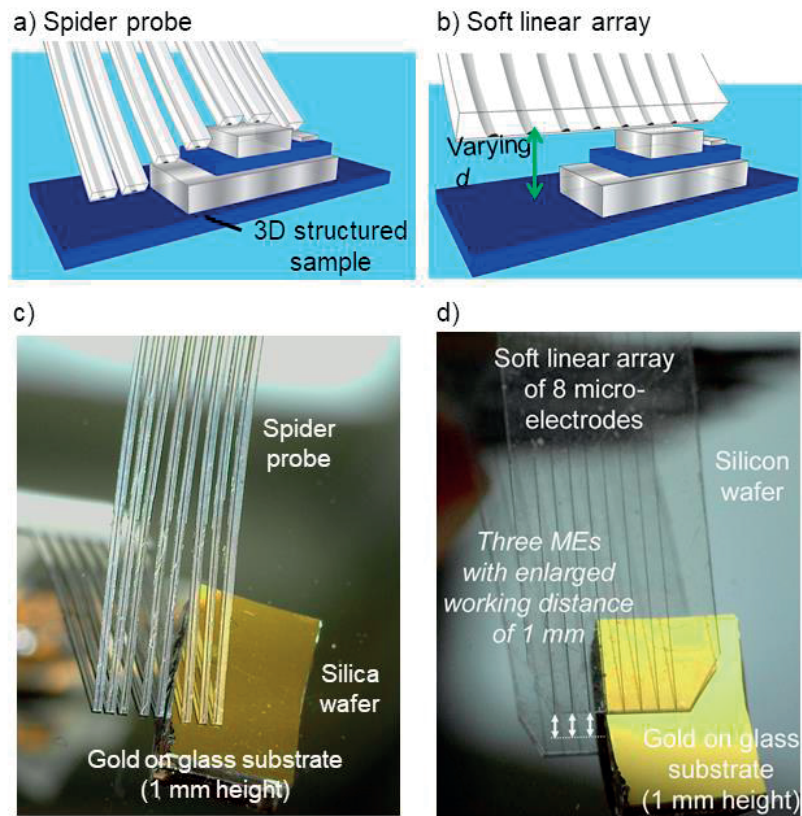 a) Spider probe
b) Soft linear array
Varying
d
3D structured
sample
c)
d)
Spider
probe
Silica
wafer
Gold on glass substrate
(1 mm height)
Soft linear array
of 8 micro-
electrodes
Silicon
wafer
Three MEs
with enlarged
working distance
of 1 mm
Gold on glass
substrate
(1 mm height)